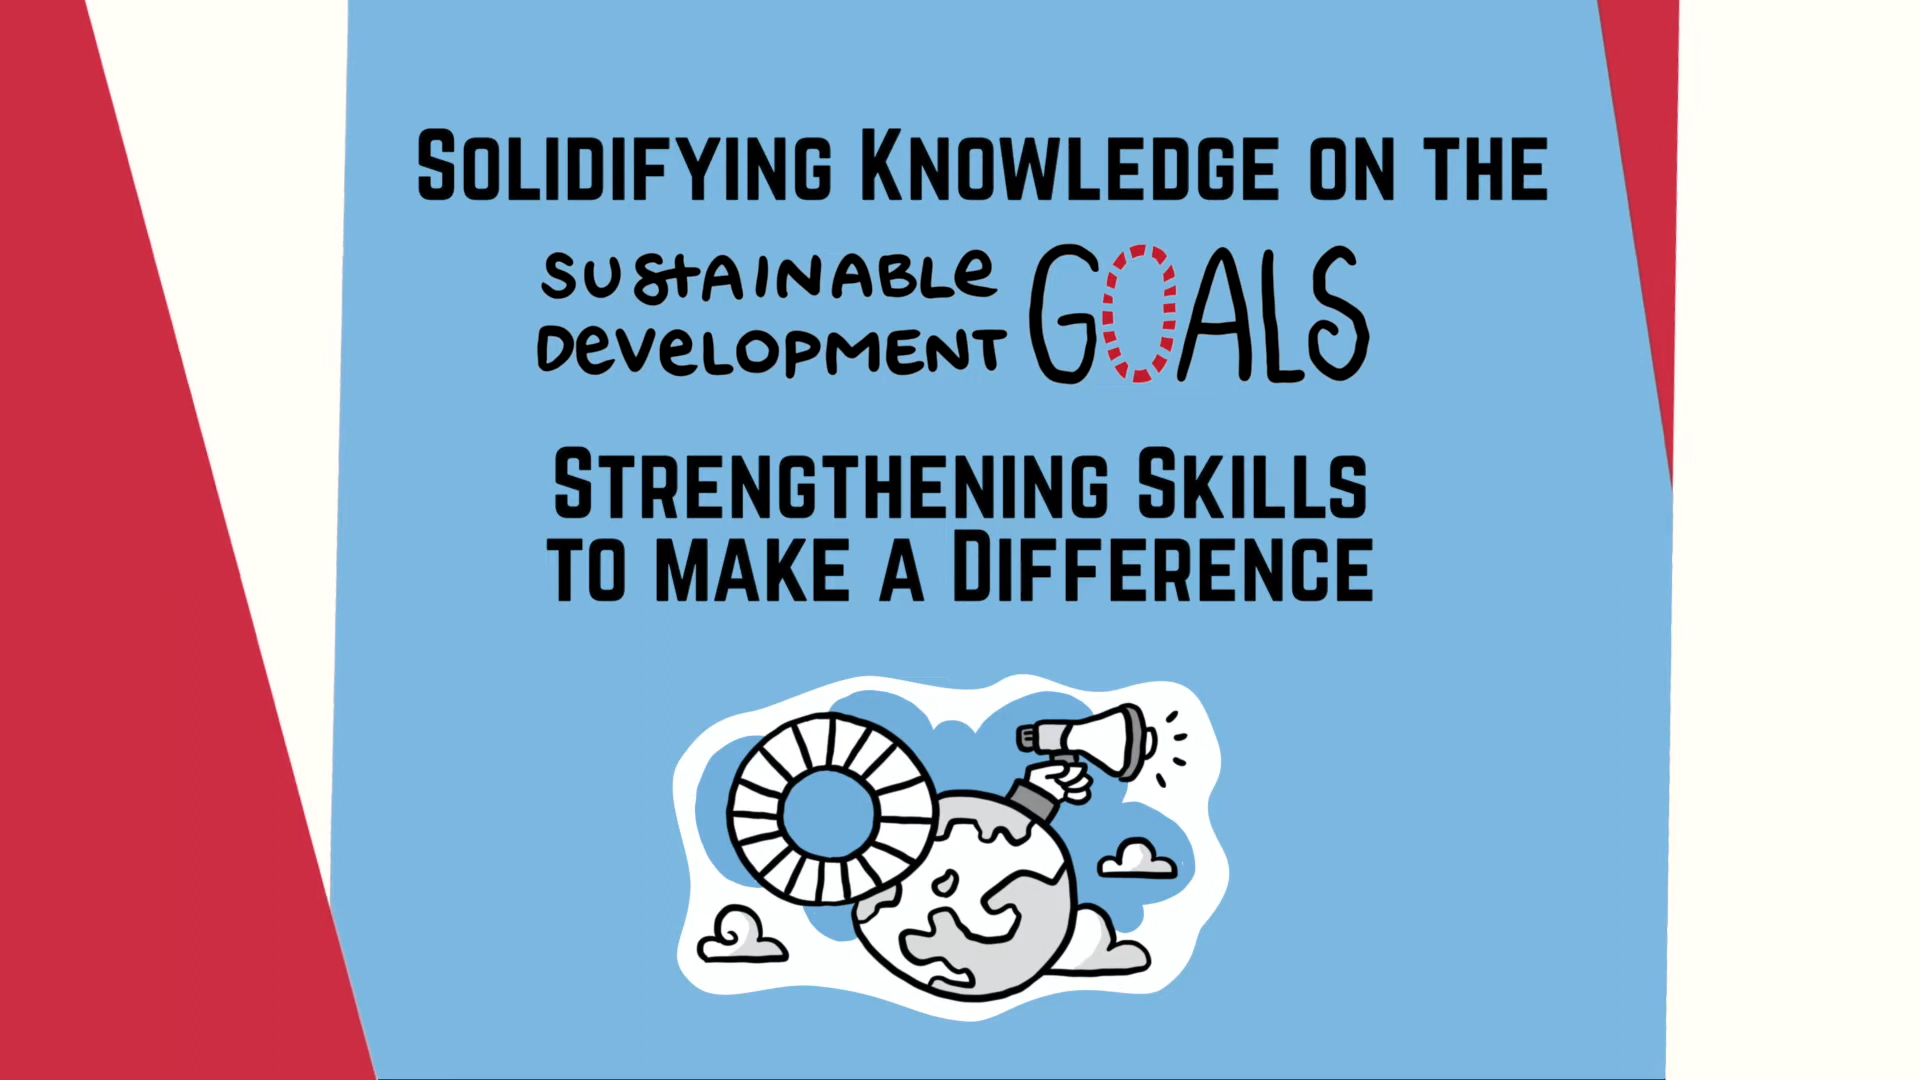 Solidifying Knowledge on the
SUStAINABLe
DeVeLOPMENT GOALS
Strengthening Skills
to make a Difference